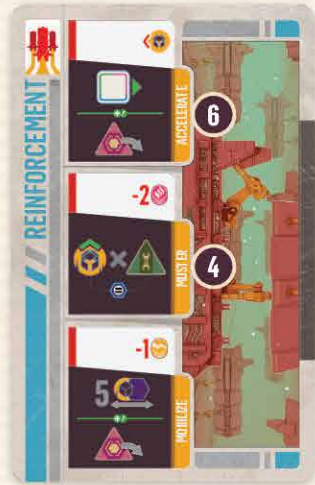 REINFORCEMENT
ACCELERATE
6
-2
MUSTER
4
-1
5
MOBILIZE